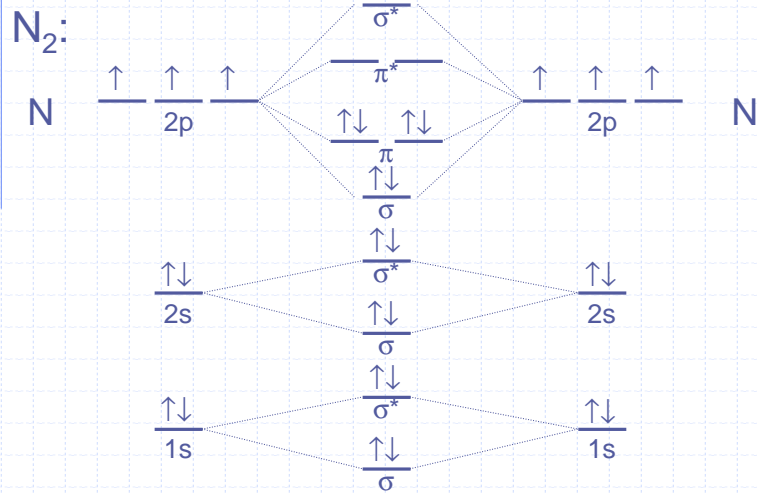 σ*
N₂:
π*
↑ ↑ ↑ ↑ ↑ ↑
N 2p ↑↓ ↑↓ 2p N
π
↑↓
σ
↑↓
↑↓ σ* ↑↓
2s ↑↓ 2s
σ
↑↓
↑↓ σ* ↑↓
1s ↑↓ 1s
σ